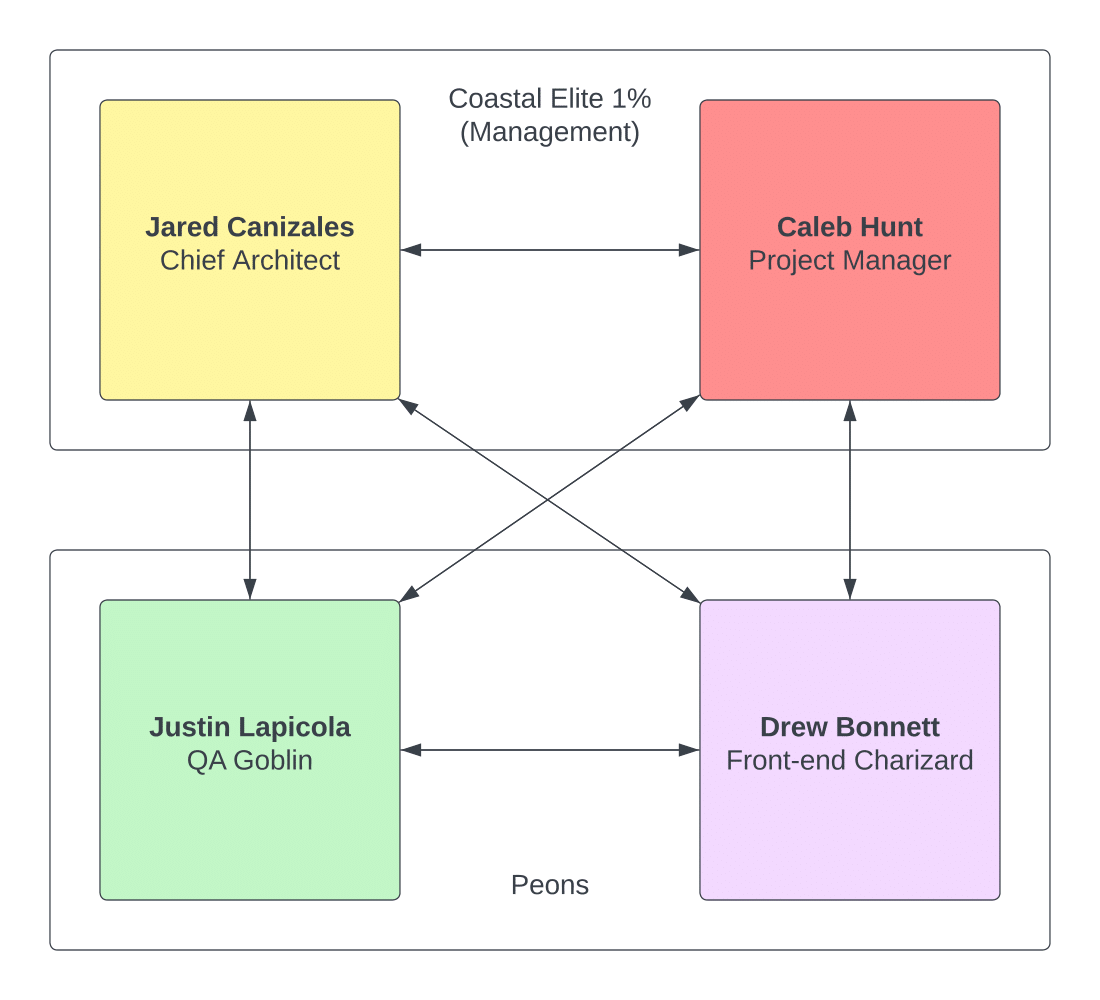 Coastal Elite 1%
(Management)
Jared Canizales
Chief Architect
Caleb Hunt
Project Manager
Justin Lapicola
QA Goblin
Drew Bonnett
Front-end Charizard
Peons